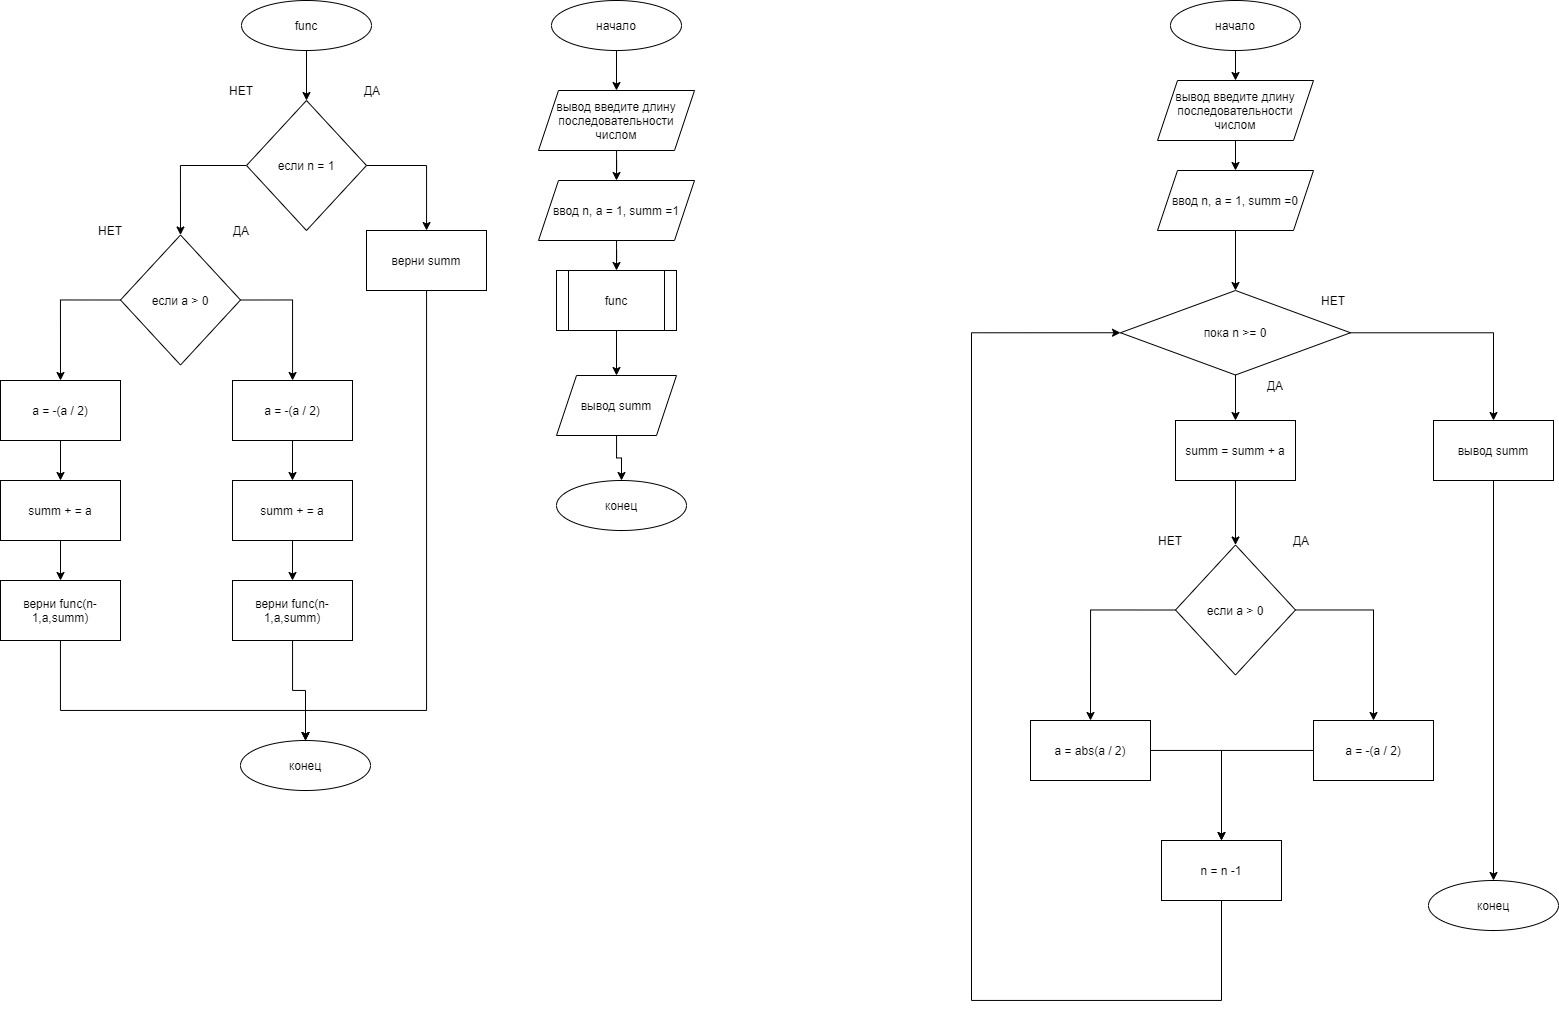 func
НЕТ
ДА
если n = 1
НЕТ
ДА
верни summ
если a > 0
a = -(a / 2)
a = -(a / 2)
summ + = a
summ + = a
верни func(n-
1,a,summ)
верни func(n-
1,a,summ)
конец
начало
вывод введите длину
последовательности
числом
ввод n, a = 1, summ =1
func
вывод summ
конец
начало
вывод введите длину
последовательности
числом
ввод n, a = 1, summ =0
НЕТ
пока n >= 0
ДА
summ = summ + a
вывод summ
НЕТ
ДА
если a > 0
a = abs(a / 2)
a = -(a / 2)
n = n -1
конец